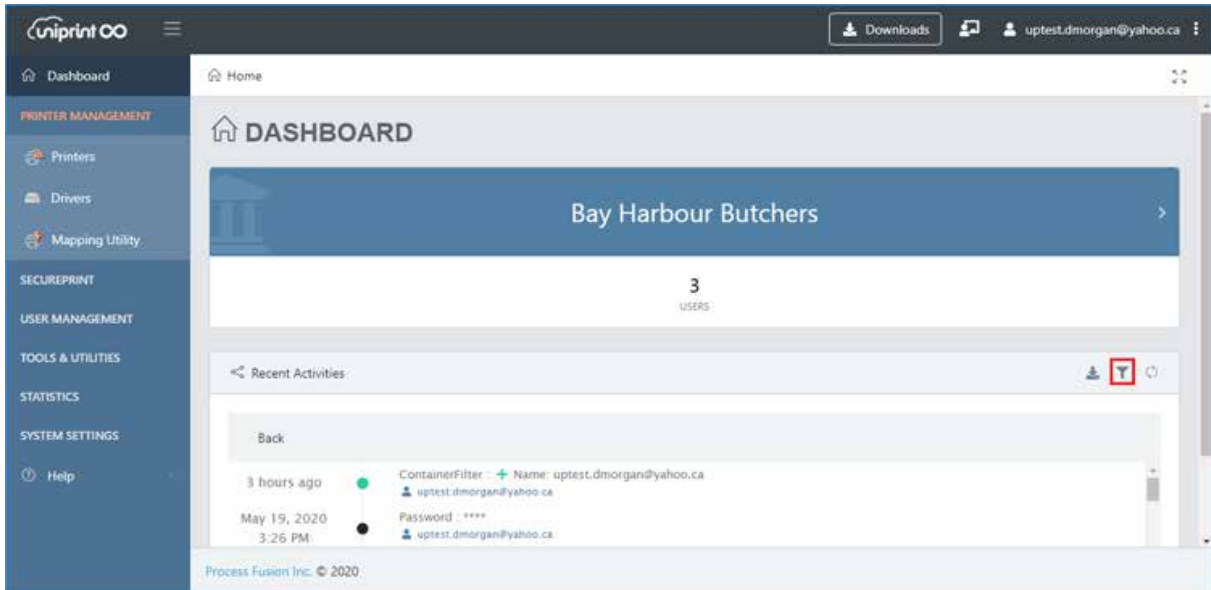 uniprint
Downloads
uptest.dmorgan@yahoo.ca
Dashboard
Home
PRINTER MANAGEMENT
DASHBOARD
Printers
Drivers
Bay Harbour Butchers
Mapping Utility
SECUREPRINT
3
USERS
USER MANAGEMENT
TOOLS & UTILITIES
Recent Activities
STATISTICS
SYSTEM SETTINGS
Back
Help
3 hours ago
ContainerFilter : + Name: uptest.dmorgan@yahoo.ca
uptest.dmorgan@yahoo.ca
May 19, 2020
3:26 PM
Password : ****
uptest.dmorgan@yahoo.ca
Process Fusion Inc. © 2020